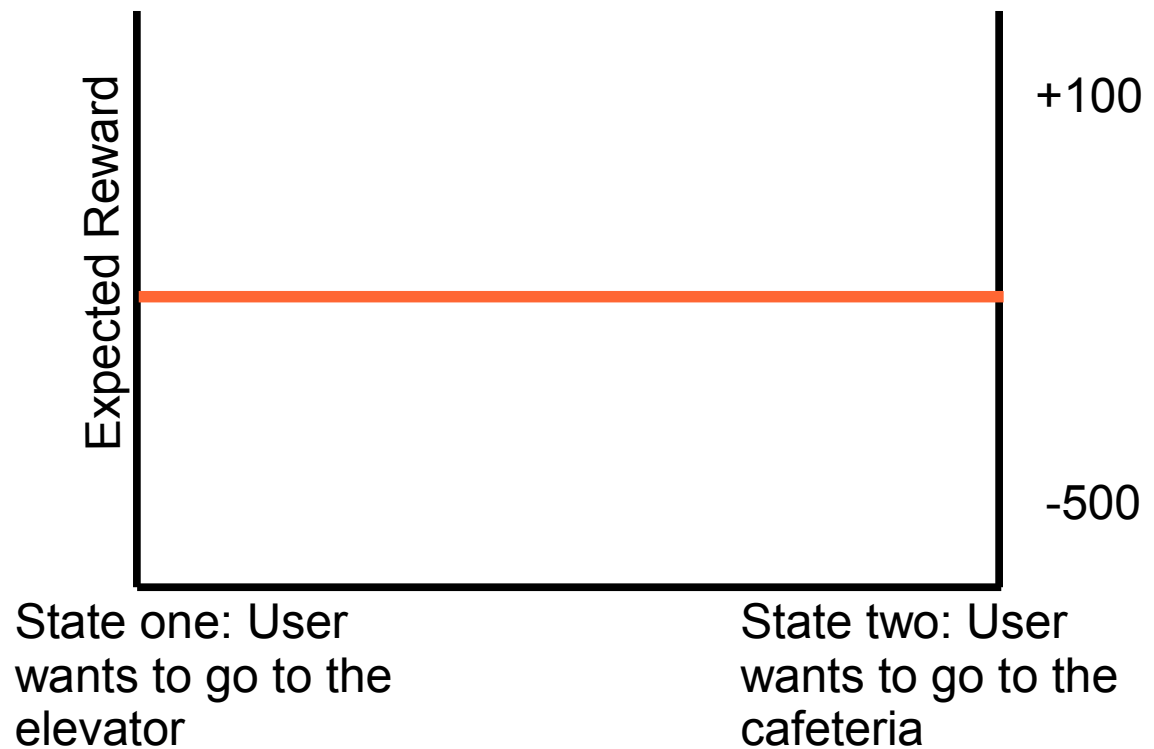 Expected Reward
+100
-500
State one: User
wants to go to the
elevator
State two: User
wants to go to the
cafeteria